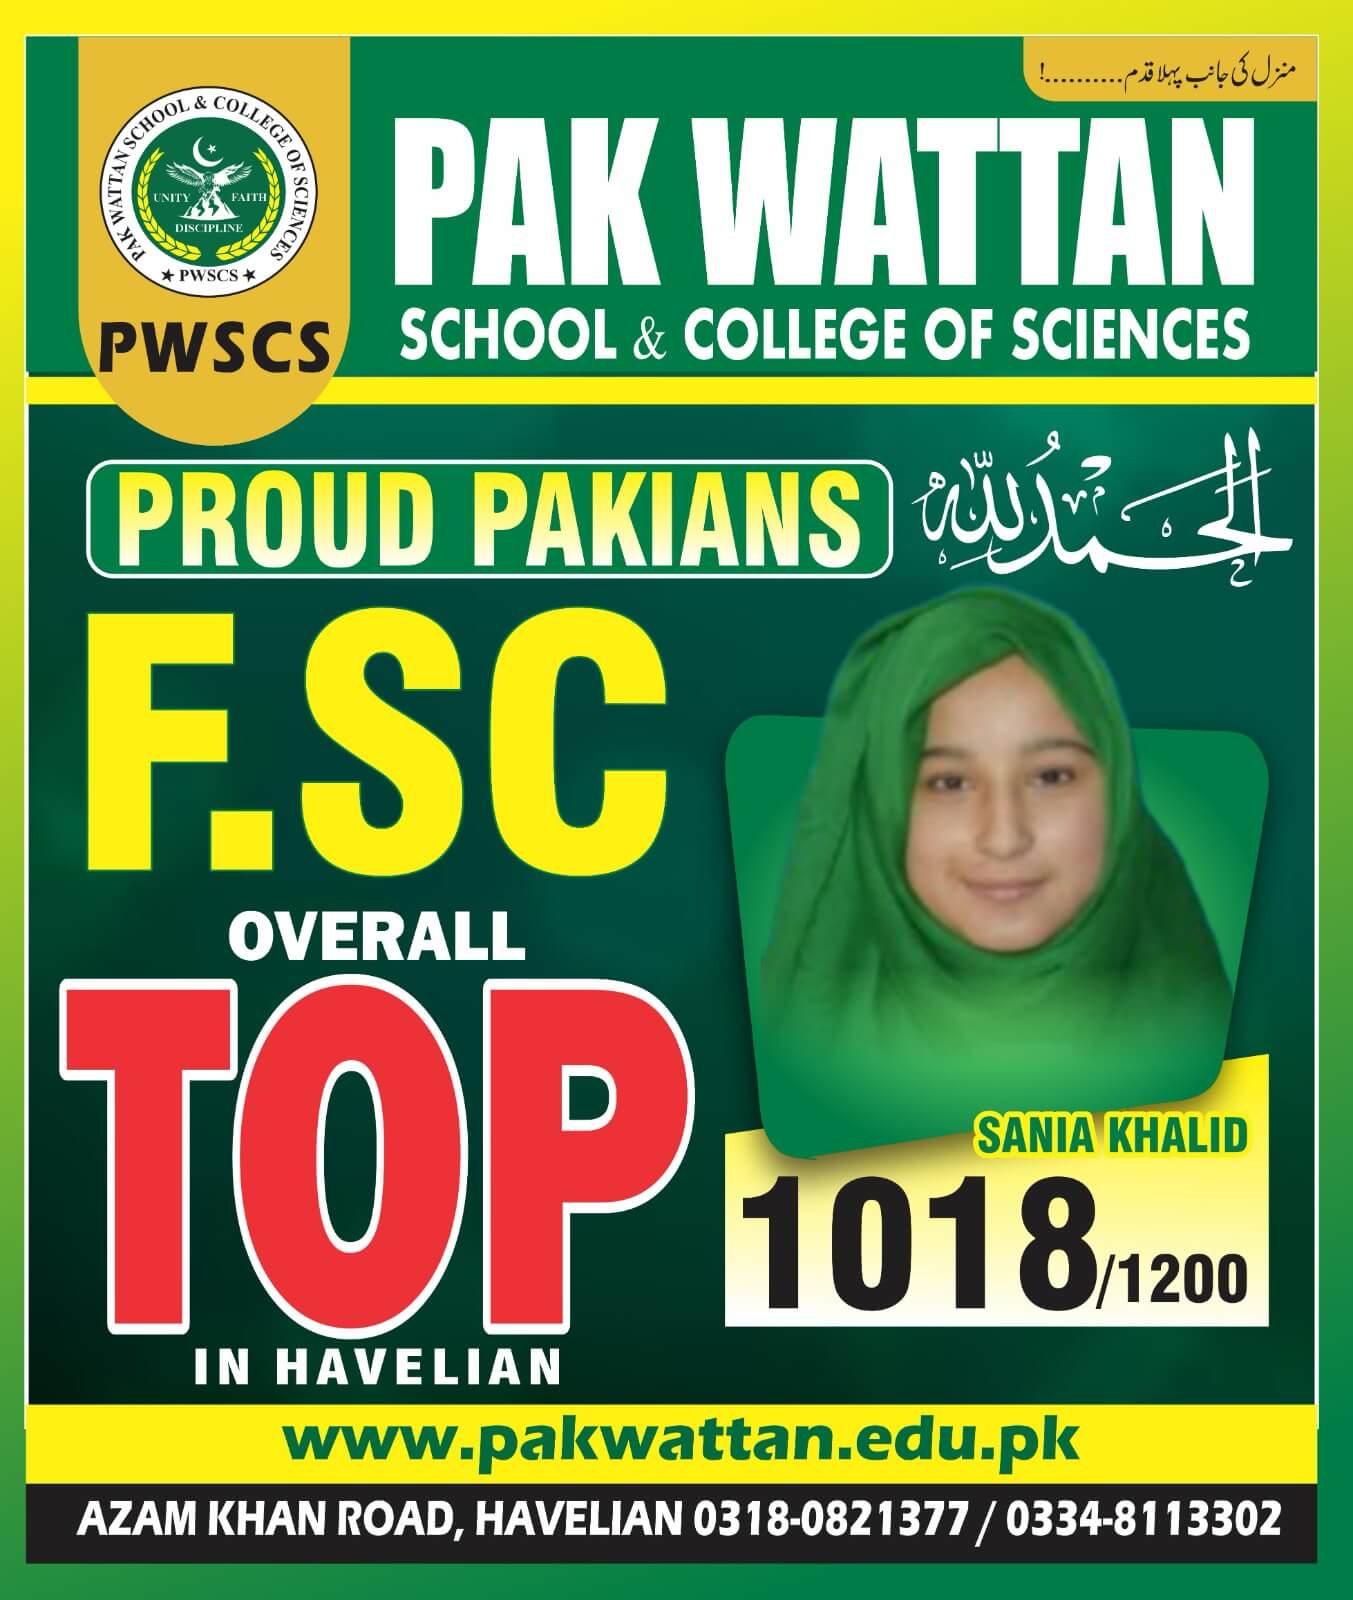 منزل کی جانب پہلا قدم..........!
PAK WATTAN SCHOOL & COLLEGE OF SCIENCES
UNITY FAITH
DISCIPLINE
★ PWSCS ★
PWSCS
PAK WATTAN
SCHOOL & COLLEGE OF SCIENCES
PROUD PAKIANS
الحمدُ للّٰہ
F.SC
OVERALL
TOP
IN HAVELIAN
SANIA KHALID
1018/1200
www.pakwattan.edu.pk
AZAM KHAN ROAD, HAVELIAN 0318-0821377 / 0334-8113302